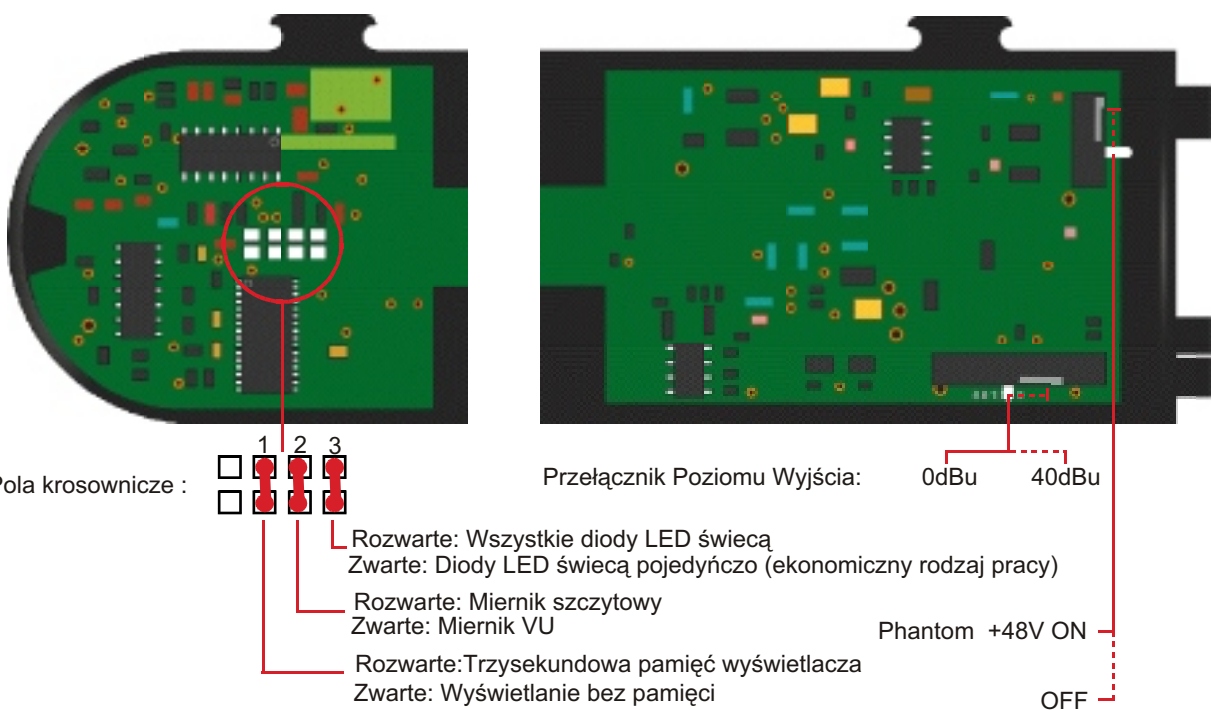 1 2 3
Pola krosownicze :
Przełącznik Poziomu Wyjścia: 0dBu 40dBu
Rozwarte: Wszystkie diody LED świecą
Zwarte: Diody LED świecą pojedyńczo (ekonomiczny rodzaj pracy)
Rozwarte: Miernik szczytowy
Zwarte: Miernik VU
Phantom +48V ON
Rozwarte:Trzysekundowa pamięć wyświetlacza
Zwarte: Wyświetlanie bez pamięci
OFF